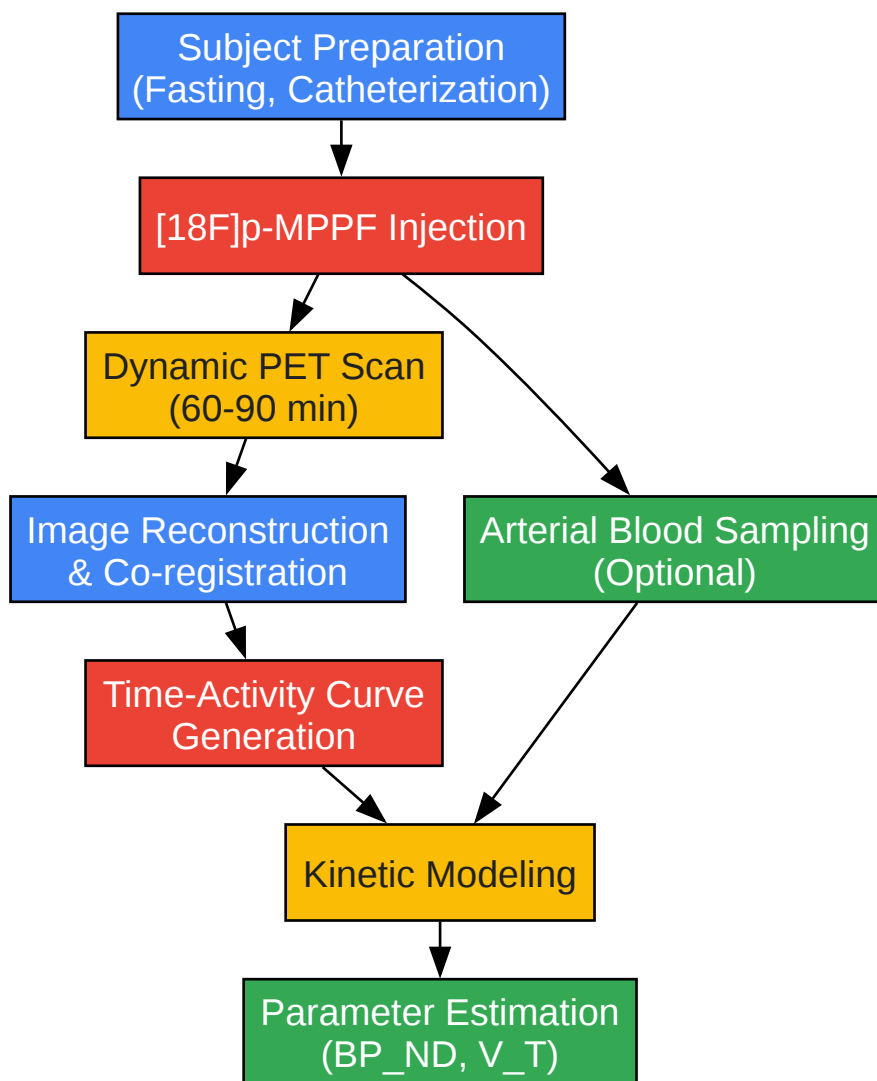 Subject Preparation
(Fasting, Catheterization)
[18F]p-MPPF Injection
Dynamic PET Scan
(60-90 min)
Image Reconstruction
& Co-registration
Arterial Blood Sampling
(Optional)
Time-Activity Curve
Generation
Kinetic Modeling
Parameter Estimation
(BP_ND, V_T)